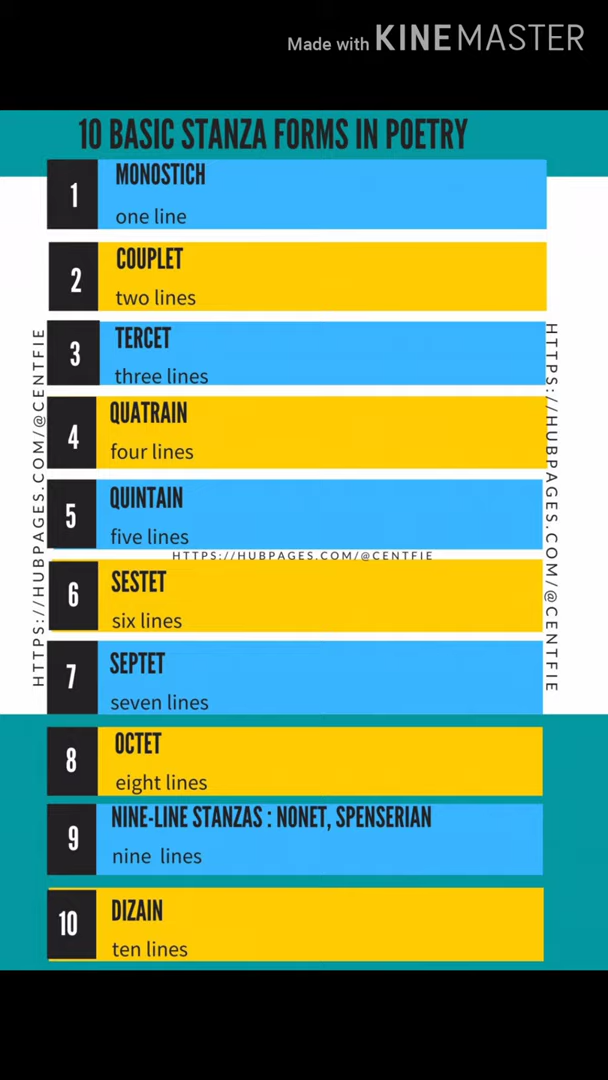 Made with KINEMASTER
10 BASIC STANZA FORMS IN POETRY
1
MONOSTICH
one line
2
COUPLET
two lines
3
TERCET
three lines
4
QUATRAIN
four lines
5
QUINTAIN
five lines
HTTPS://HUBPAGES.COM/@CENTFIE
6
SESTET
six lines
7
SEPTET
seven lines
8
OCTET
eight lines
9
NINE-LINE STANZAS : NONET, SPENSERIAN
nine lines
10
DIZAIN
ten lines
HTTPS://HUBPAGES.COM/@CENTFIE
HTTPS://HUBPAGES.COM/@CENTFIE